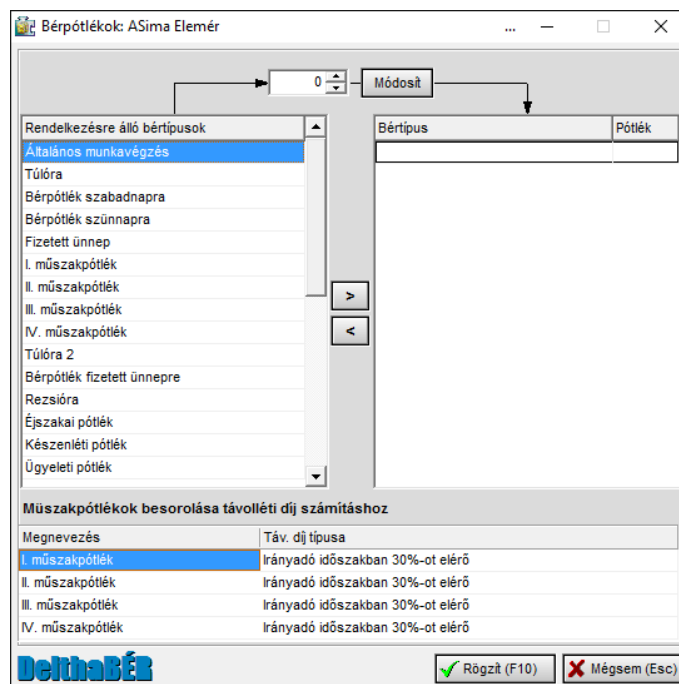 Bérpótlékok: ASima Elemér
...
0
Módosít
Rendelkezésre álló bértípusok
Általános munkavégzés
Túlóra
Bérpótlék szabadnapra
Bérpótlék szünnapra
Fizetett ünnep
I. műszakpótlék
II. műszakpótlék
III. műszakpótlék
IV. műszakpótlék
Túlóra 2
Bérpótlék fizetett ünnepre
Rezsióra
Éjszakai pótlék
Készenléti pótlék
Ügyeleti pótlék
>
<
Bértípus Pótlék
Müszakpótlékok besorolása távolléti díj számításhoz
Megnevezés Táv. díj típusa
I. műszakpótlék Irányadó időszakban 30%-ot elérő
II. műszakpótlék Irányadó időszakban 30%-ot elérő
III. műszakpótlék Irányadó időszakban 30%-ot elérő
IV. műszakpótlék Irányadó időszakban 30%-ot elérő
DelthaBÉR
Rögzít (F10)
Mégsem (Esc)